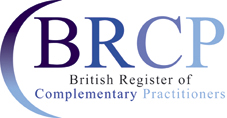 BRCP
British Register of
Complementary Practitioners